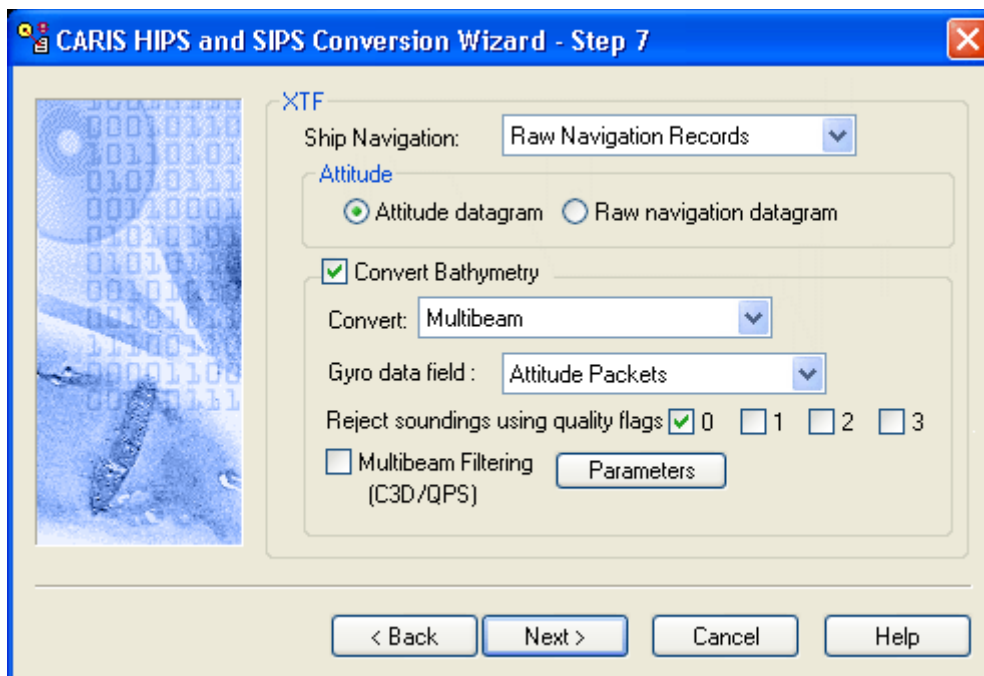 CARIS HIPS and SIPS Conversion Wizard - Step 7
XTF
Ship Navigation: Raw Navigation Records
Attitude
Attitude datagram Raw navigation datagram
Convert Bathymetry
Convert: Multibeam
Gyro data field : Attitude Packets
Reject soundings using quality flags 0 1 2 3
Multibeam Filtering
(C3D/QPS) Parameters
< Back Next > Cancel Help